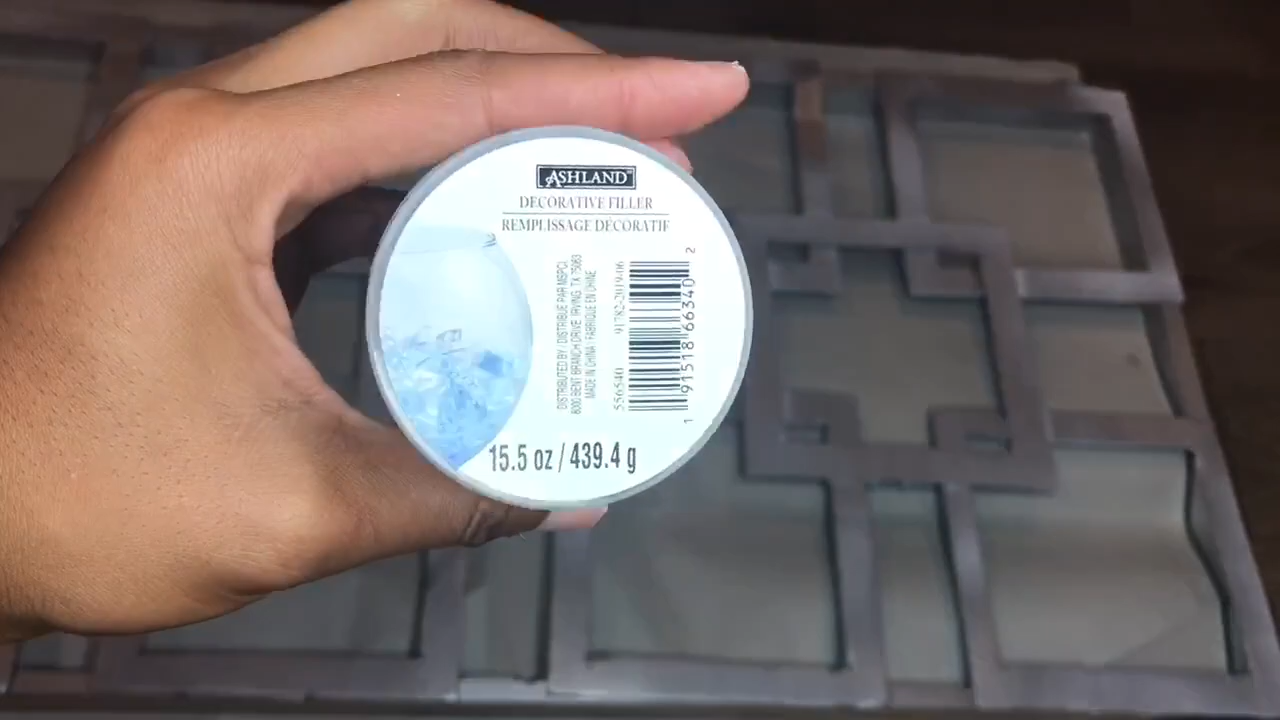 ASHLAND™
DECORATIVE FILLER
REMPLISSAGE DÉCORATIF
DISTRIBUTED BY / DISTRIBUÉ PAR MSPCI,
8000 BENT BRANCH DRIVE, IRVING, TX 75063
MADE IN CHINA / FABRIQUÉ EN CHINE
556540 91782-2019-06
1 91518 66340 2
15.5 oz / 439.4 g